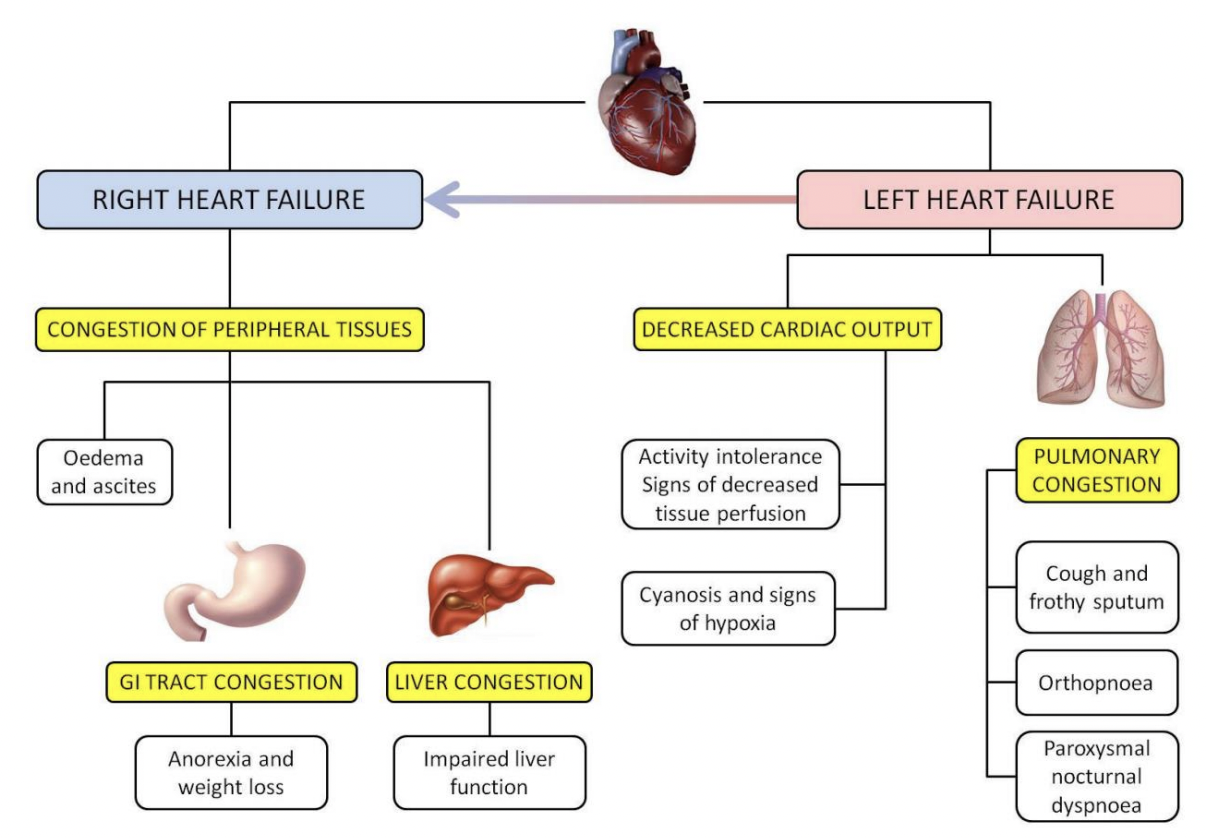 RIGHT HEART FAILURE
LEFT HEART FAILURE
CONGESTION OF PERIPHERAL TISSUES
DECREASED CARDIAC OUTPUT
Oedema
and ascites
Activity intolerance
Signs of decreased
tissue perfusion
PULMONARY
CONGESTION
Cyanosis and signs
of hypoxia
Cough and
frothy sputum
GI TRACT CONGESTION
LIVER CONGESTION
Orthopnoea
Anorexia and
weight loss
Impaired liver
function
Paroxysmal
nocturnal
dyspnoea